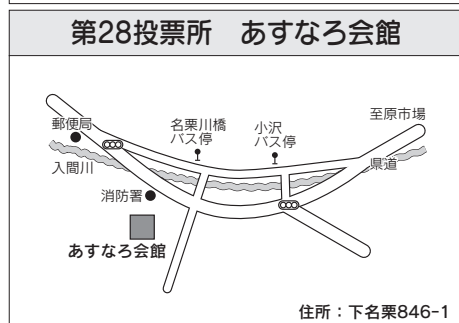 第28投票所　あすなろ会館
郵便局
名栗川橋
バス停
小沢
バス停
至原市場
入間川
県道
消防署
あすなろ会館
住所：下名栗846-1